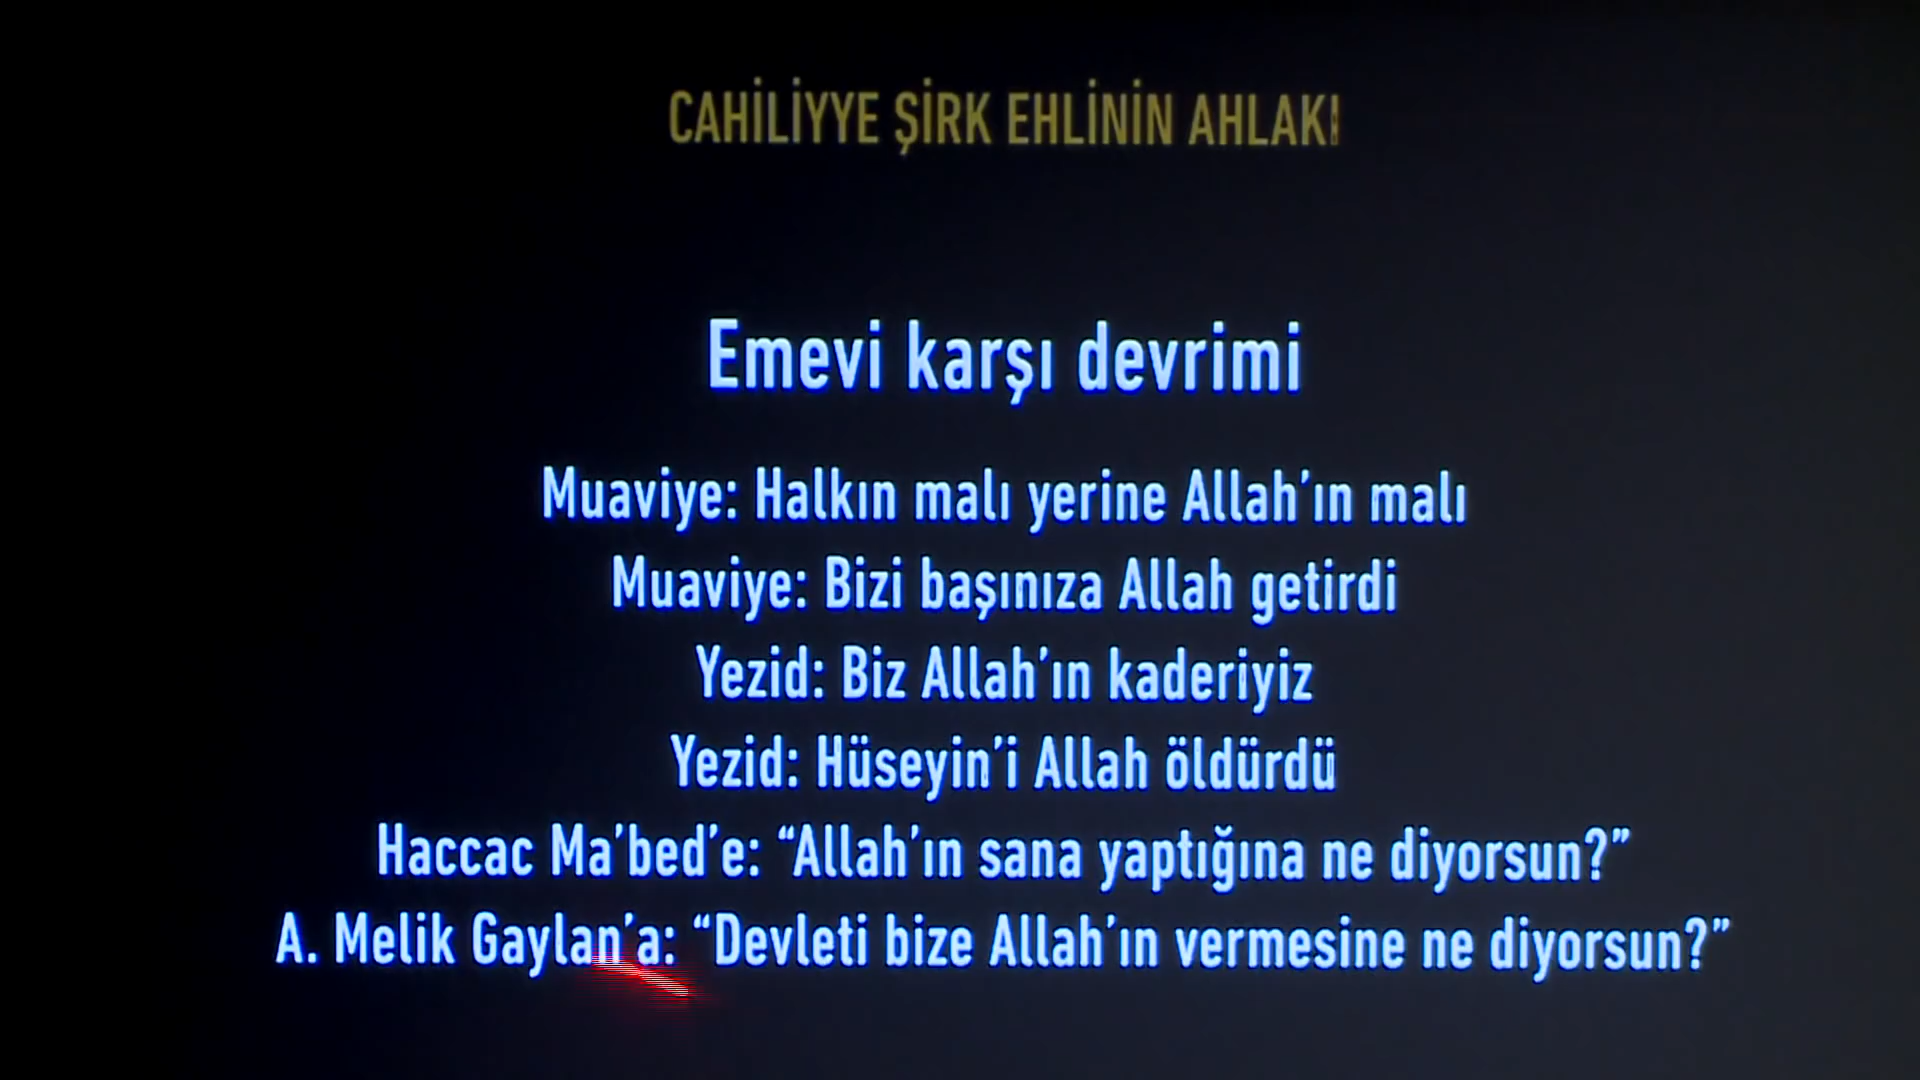 CAHİLİYYE ŞİRK EHLİNİN AHLAKI
Emevi karşı devrimi
Muaviye: Halkın malı yerine Allah’ın malı
Muaviye: Bizi başınıza Allah getirdi
Yezid: Biz Allah’ın kaderiyiz
Yezid: Hüseyin’i Allah öldürdü
Haccac Ma’bed’e: “Allah’ın sana yaptığına ne diyorsun?”
A. Melik Gaylan’a: “Devleti bize Allah’ın vermesine ne diyorsun?”